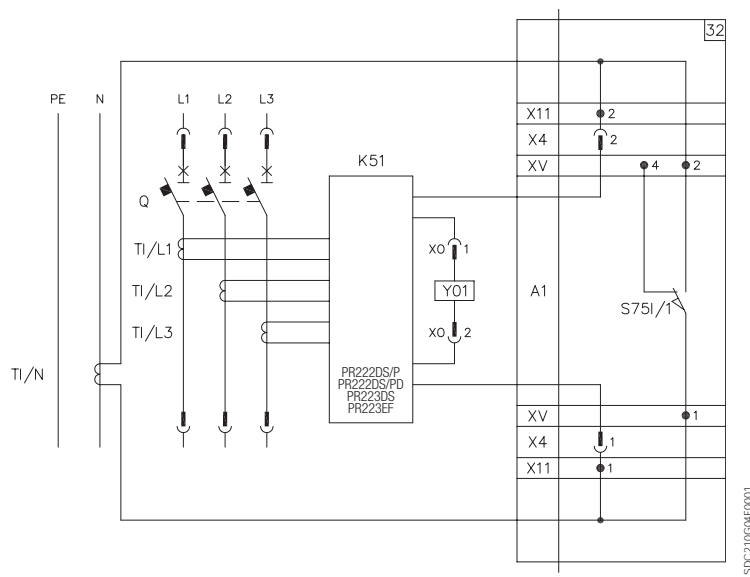 32
PE N L1 L2 L3
X11 2
X4 2
K51
XV 4 2
Q
TI/L1
X0 1
TI/L2
Y01
A1
S75I/1
TI/L3
X0 2
TI/N
PR222DS/P
PR222DS/PD
PR223DS
PR223EF
XV 1
X4 1
X11 1
SDC210G04F0001